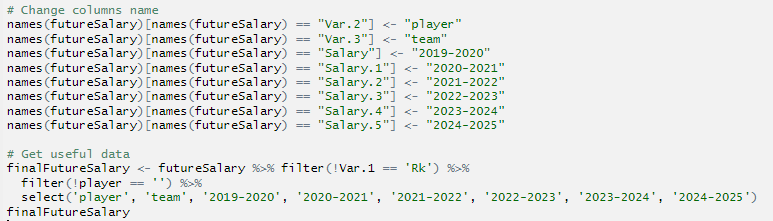 # Change columns name
names(futureSalary)[names(futureSalary) == "Var.2"] <- "player"
names(futureSalary)[names(futureSalary) == "Var.3"] <- "team"
names(futureSalary)[names(futureSalary) == "Salary"] <- "2019-2020"
names(futureSalary)[names(futureSalary) == "Salary.1"] <- "2020-2021"
names(futureSalary)[names(futureSalary) == "Salary.2"] <- "2021-2022"
names(futureSalary)[names(futureSalary) == "Salary.3"] <- "2022-2023"
names(futureSalary)[names(futureSalary) == "Salary.4"] <- "2023-2024"
names(futureSalary)[names(futureSalary) == "Salary.5"] <- "2024-2025"
# Get useful data
finalFutureSalary <- futureSalary %>% filter(!Var.1 == 'Rk') %>%
  filter(!player == '') %>%
  select('player', 'team', '2019-2020', '2020-2021', '2021-2022', '2022-2023', '2023-2024', '2024-2025')
finalFutureSalary